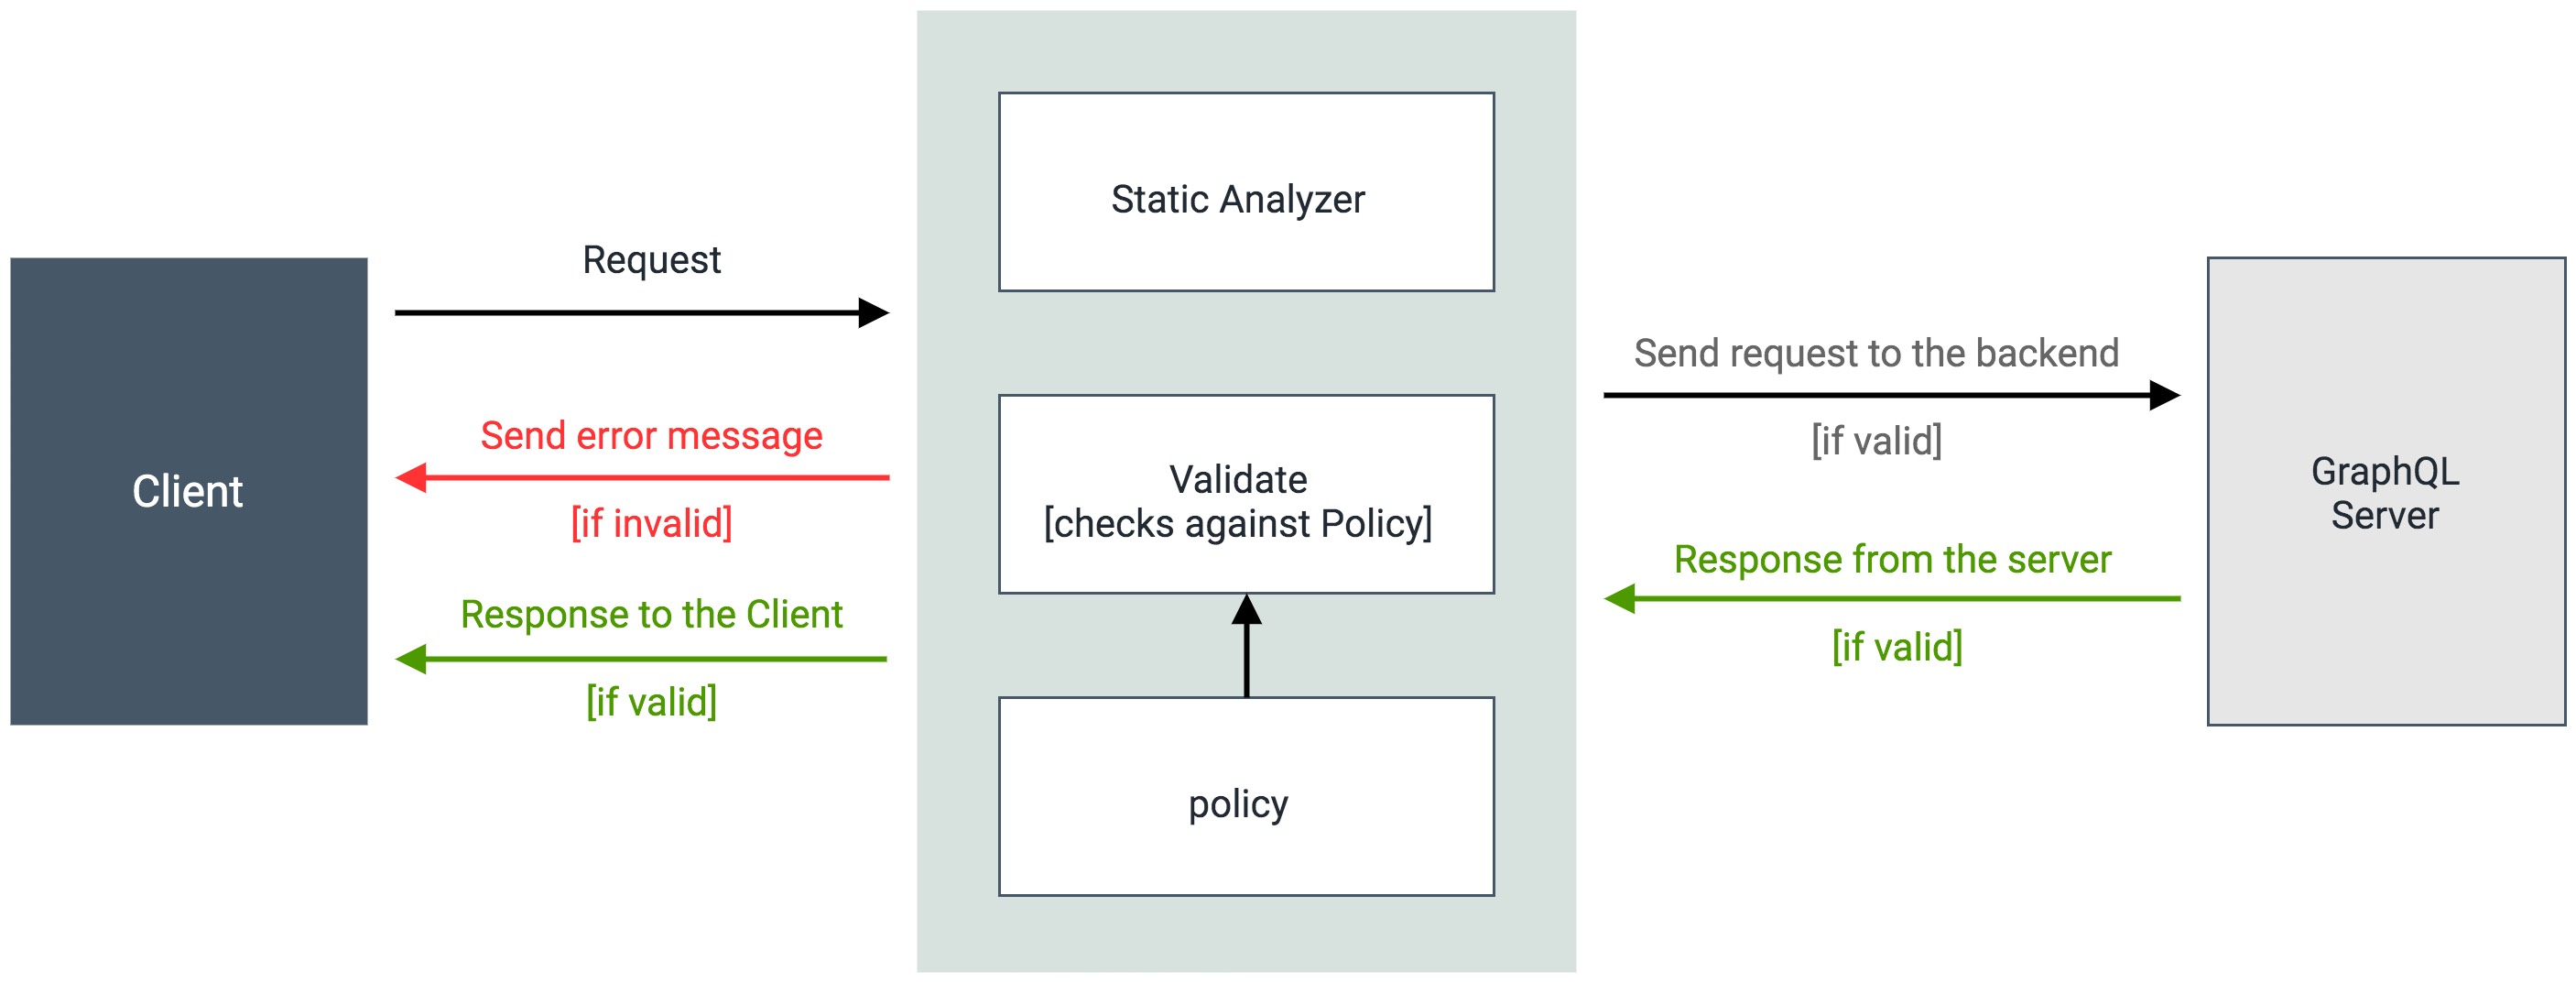 Client
Request
Send error message
[if invalid]
Response to the Client
[if valid]
Static Analyzer
Validate
[checks against Policy]
policy
Send request to the backend
[if valid]
Response from the server
[if valid]
GraphQL
Server